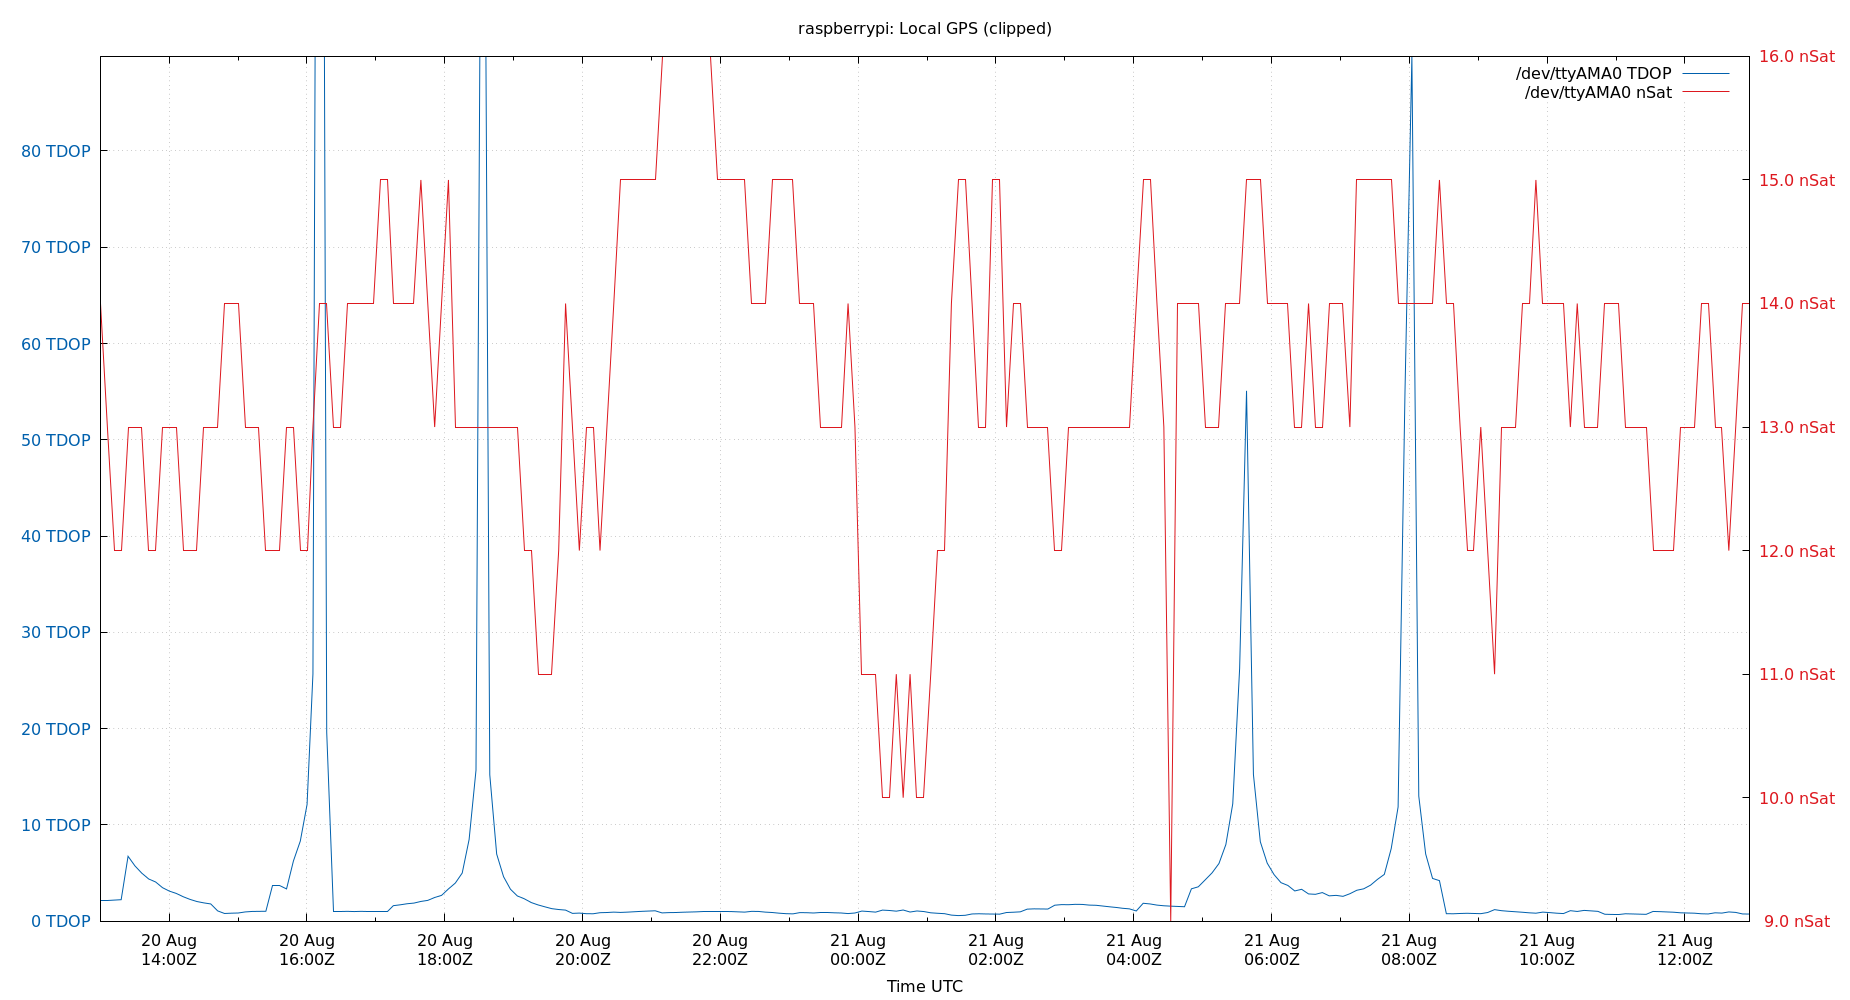 raspberrypi: Local GPS (clipped)
/dev/ttyAMA0 TDOP
/dev/ttyAMA0 nSat
80 TDOP
70 TDOP
60 TDOP
50 TDOP
40 TDOP
30 TDOP
20 TDOP
10 TDOP
0 TDOP
16.0 nSat
15.0 nSat
14.0 nSat
13.0 nSat
12.0 nSat
11.0 nSat
10.0 nSat
9.0 nSat
20 Aug
14:00Z
20 Aug
16:00Z
20 Aug
18:00Z
20 Aug
20:00Z
20 Aug
22:00Z
21 Aug
00:00Z
21 Aug
02:00Z
21 Aug
04:00Z
21 Aug
06:00Z
21 Aug
08:00Z
21 Aug
10:00Z
21 Aug
12:00Z
Time UTC